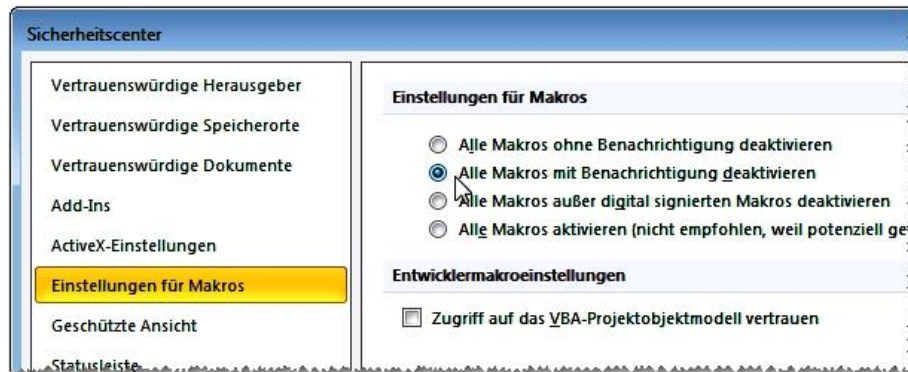 Sicherheitscenter
Vertrauenswürdige Herausgeber
Vertrauenswürdige Speicherorte
Vertrauenswürdige Dokumente
Add-Ins
ActiveX-Einstellungen
Einstellungen für Makros
Geschützte Ansicht
Statusleiste
Einstellungen für Makros
Alle Makros ohne Benachrichtigung deaktivieren
Alle Makros mit Benachrichtigung deaktivieren
Alle Makros außer digital signierten Makros deaktivieren
Alle Makros aktivieren (nicht empfohlen, weil potenziell
Entwicklermakroeinstellungen
Zugriff auf das VBA-Projektobjektmodell vertrauen